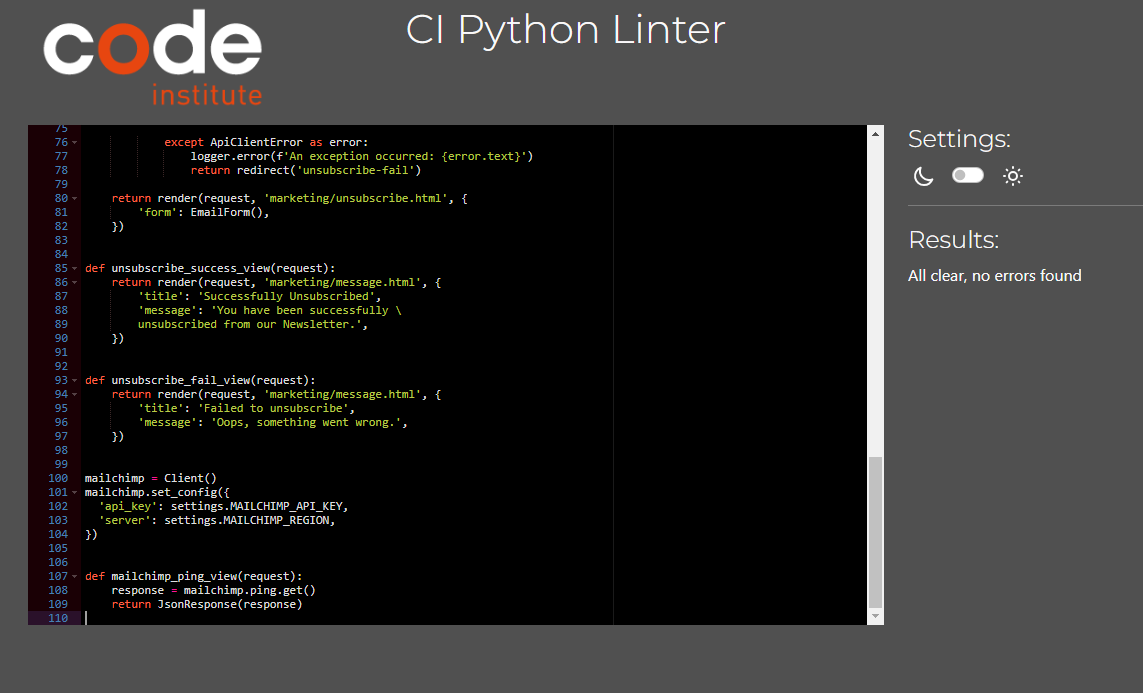 code
institute
CI Python Linter
75
76 except ApiClientError as error:
77 logger.error(f'An exception occurred: {error.text}')
78 return redirect('unsubscribe-fail')
79
80 return render(request, 'marketing/unsubscribe.html', {
81 'form': EmailForm(),
82 })
83
84
85 def unsubscribe_success_view(request):
86 return render(request, 'marketing/message.html', {
87 'title': 'Successfully Unsubscribed',
88 'message': 'You have been successfully \
89 unsubscribed from our Newsletter.',
90 })
91
92
93 def unsubscribe_fail_view(request):
94 return render(request, 'marketing/message.html', {
95 'title': 'Failed to unsubscribe',
96 'message': 'Oops, something went wrong.',
97 })
98
99
100 mailchimp = Client()
101 mailchimp.set_config({
102 'api_key': settings.MAILCHIMP_API_KEY,
103 'server': settings.MAILCHIMP_REGION,
104 })
105
106
107 def mailchimp_ping_view(request):
108 response = mailchimp.ping.get()
109 return JsonResponse(response)
110
Settings:
Results:
All clear, no errors found